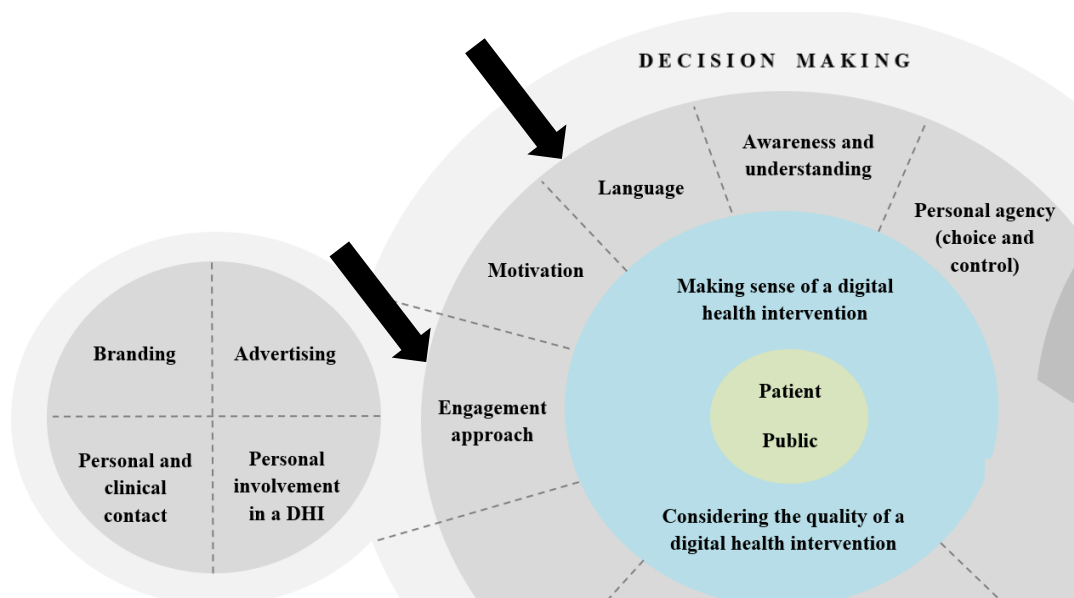 DECISION MAKING
Awareness and
understanding
Language
Personal agency
(choice and
control)
Motivation
Making sense of a digital
health intervention
Branding
Advertising
Patient
Public
Engagement
approach
Personal and
clinical
contact
Personal
involvement
in a DHI
Considering the quality of a
digital health intervention